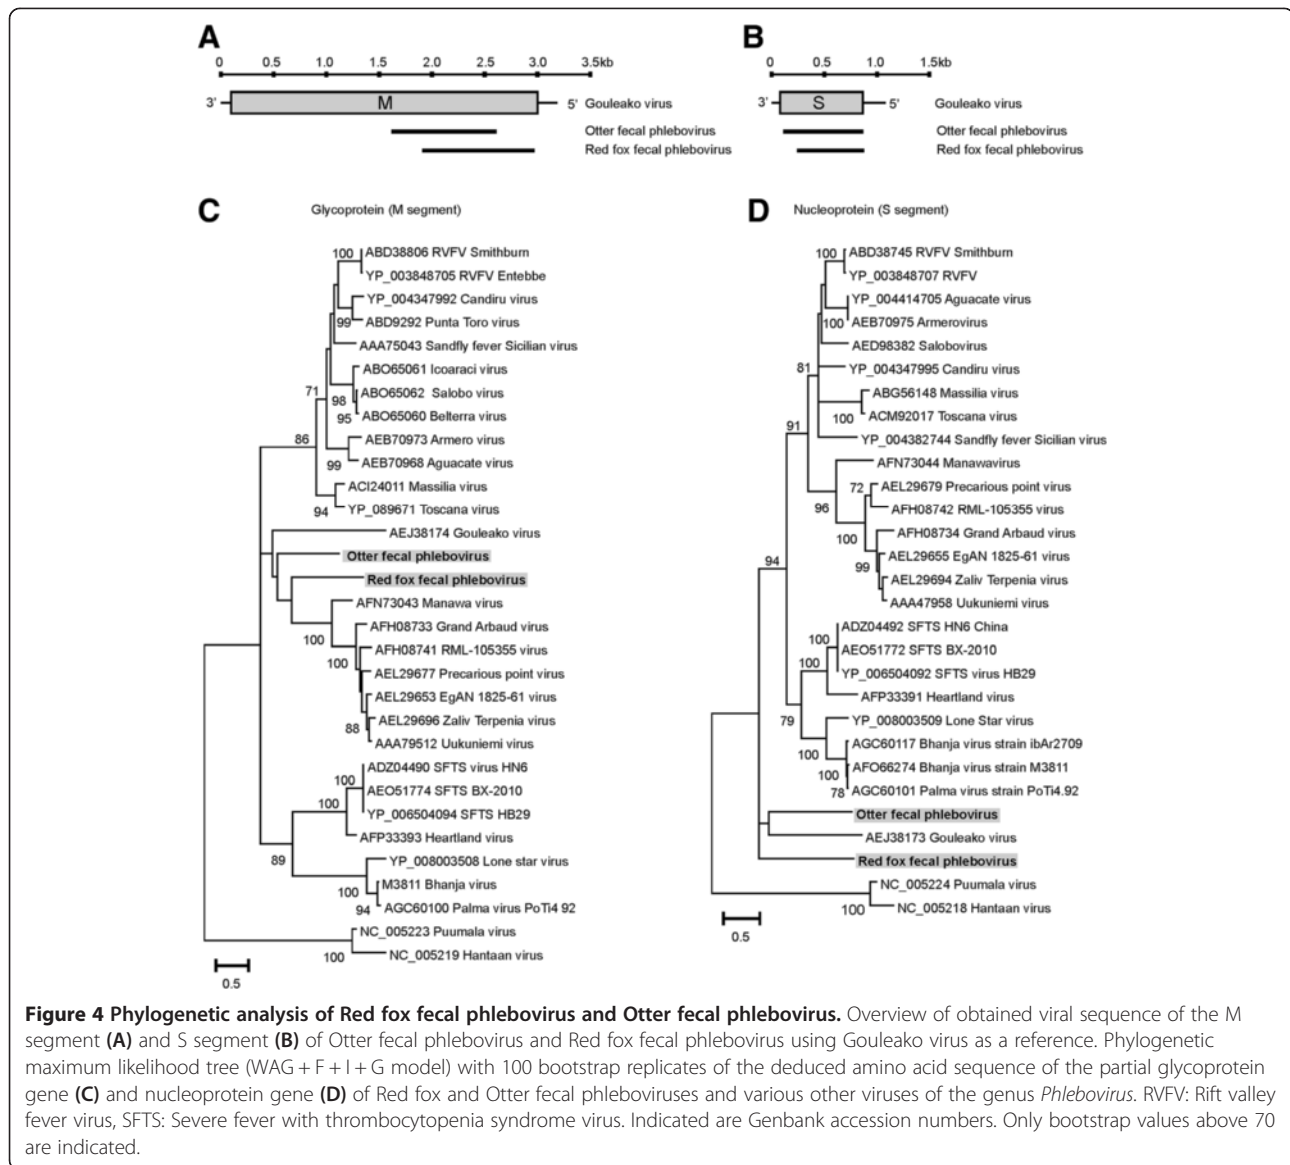 A
B
0 0.5 1.0 1.5 2.0 2.5 3.0 3.5kb
0 0.5 1.0 1.5kb
3' M 5' Gouleako virus
3' S 5' Gouleako virus
Otter fecal phlebovirus
Otter fecal phlebovirus
Red fox fecal phlebovirus
Red fox fecal phlebovirus
C Glycoprotein (M segment)
100 ABD38806 RVFV Smithburn
YP_003848705 RVFV Entebbe
YP_004347992 Candiru virus
99 ABD9292 Punta Toro virus
AAA75043 Sandfly fever Sicilian virus
ABO65061 Icoaraci virus
71 98 ABO65062 Salobo virus
95 ABO65060 Belterra virus
86 AEB70973 Armero virus
99 AEB70968 Aguacate virus
ACI24011 Massilia virus
94 YP_089671 Toscana virus
AEJ38174 Gouleako virus
Otter fecal phlebovirus
Red fox fecal phlebovirus
AFN73043 Manawa virus
100 AFH08733 Grand Arbaud virus
100 AFH08741 RML-105355 virus
AEL29677 Precarious point virus
AEL29653 EgAN 1825-61 virus
88 AEL29696 Zaliv Terpenia virus
AAA79512 Uukuniemi virus
100 ADZ04490 SFTS virus HN6
100 AEO51774 SFTS BX-2010
YP_006504094 SFTS HB29
AFP33393 Heartland virus
89 YP_008003508 Lone star virus
100 M3811 Bhanja virus
94 AGC60100 Palma virus PoTi4 92
NC_005223 Puumala virus
100 NC_005219 Hantaan virus
0.5
D Nucleoprotein (S segment)
100 ABD38745 RVFV Smithburn
YP_003848707 RVFV
YP_004414705 Aguacate virus
100 AEB70975 Armerovirus
AED98382 Salobovirus
81 YP_004347995 Candiru virus
ABG56148 Massilia virus
100 ACM92017 Toscana virus
91 YP_004382744 Sandfly fever Sicilian virus
AFN73044 Manawavirus
72 AEL29679 Precarious point virus
96 AFH08742 RML-105355 virus
100 AFH08734 Grand Arbaud virus
94 99 AEL29655 EgAN 1825-61 virus
AEL29694 Zaliv Terpenia virus
AAA47958 Uukuniemi virus
100 ADZ04492 SFTS HN6 China
100 AEO51772 SFTS BX-2010
YP_006504092 SFTS virus HB29
AFP33391 Heartland virus
79 YP_008003509 Lone Star virus
100 AGC60117 Bhanja virus strain ibAr2709
100 AFO66274 Bhanja virus strain M3811
78 AGC60101 Palma virus strain PoTi4.92
Otter fecal phlebovirus
AEJ38173 Gouleako virus
Red fox fecal phlebovirus
NC_005224 Puumala virus
100 NC_005218 Hantaan virus
0.5
Figure 4 Phylogenetic analysis of Red fox fecal phlebovirus and Otter fecal phlebovirus. Overview of obtained viral sequence of the M
segment (A) and S segment (B) of Otter fecal phlebovirus and Red fox fecal phlebovirus using Gouleako virus as a reference. Phylogenetic
maximum likelihood tree (WAG + F + I + G model) with 100 bootstrap replicates of the deduced amino acid sequence of the partial glycoprotein
gene (C) and nucleoprotein gene (D) of Red fox and Otter fecal phleboviruses and various other viruses of the genus Phlebovirus. RVFV: Rift valley
fever virus, SFTS: Severe fever with thrombocytopenia syndrome virus. Indicated are Genbank accession numbers. Only bootstrap values above 70
are indicated.